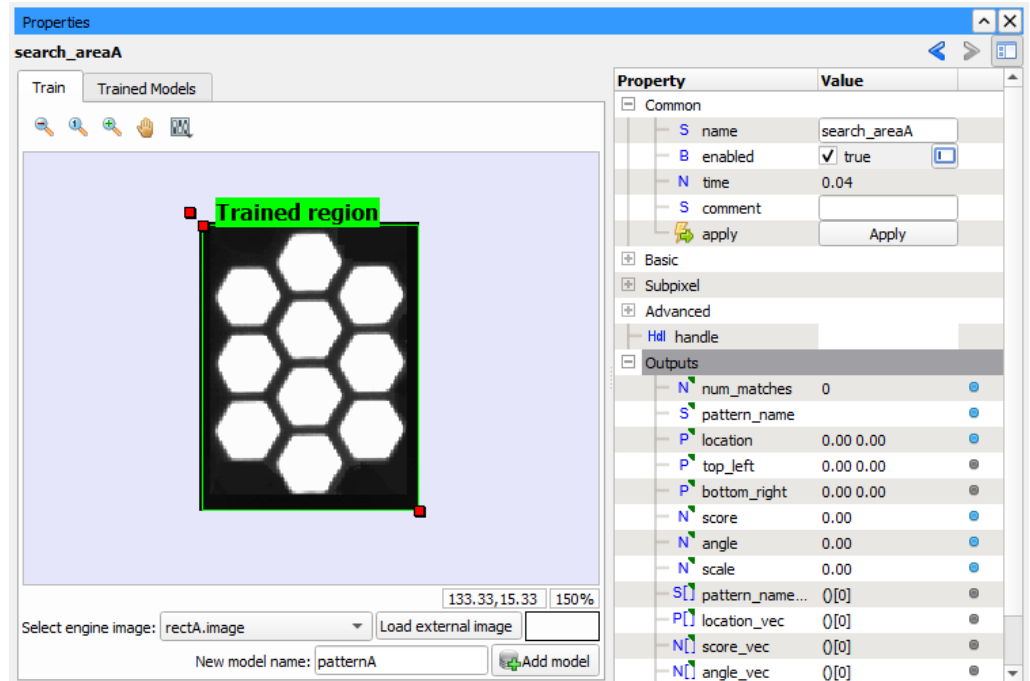 Properties
search_areaA
Train
Trained Models
1
Trained region
133.33,15.33
150%
Select engine image:
rectA.image
Load external image
New model name:
patternA
Add model
Property
Value
Common
S name search_areaA
B enabled true
N time 0.04
S comment
apply Apply
Basic
Subpixel
Advanced
Hdl handle
Outputs
N num_matches 0
S pattern_name
P location 0.00 0.00
P top_left 0.00 0.00
P bottom_right 0.00 0.00
N score 0.00
N angle 0.00
N scale 0.00
S[] pattern_name... ()[0]
P[] location_vec ()[0]
N[] score_vec ()[0]
N[] angle_vec ()[0]